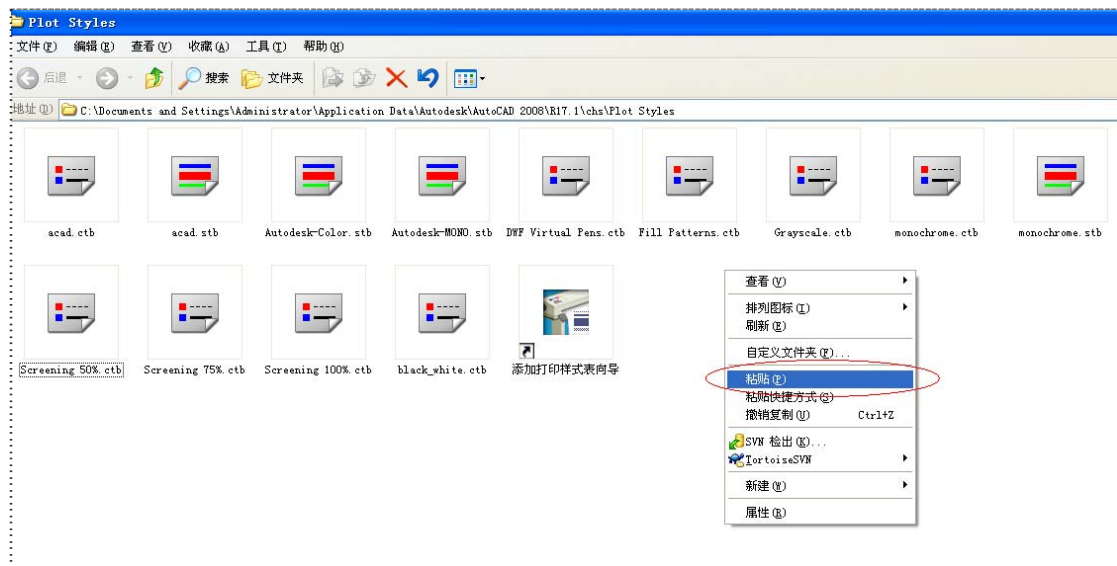 Plot Styles
文件(F) 编辑(E) 查看(V) 收藏(A) 工具(T) 帮助(H)
后退 搜索 文件夹
地址(D) C:\Documents and Settings\Administrator\Application Data\Autodesk\AutoCAD 2008\R17.1\chs\Plot Styles
acad.ctb acad.stb Autodesk-Color.stb Autodesk-MONO.stb DWF Virtual Pens.ctb Fill Patterns.ctb Grayscale.ctb monochrome.ctb monochrome.stb
Screening 50%.ctb Screening 75%.ctb Screening 100%.ctb black_white.ctb 添加打印样式表向导
查看(V)
排列图标(I)
刷新(E)
自定义文件夹(F)...
粘贴(P)
粘贴快捷方式(S)
撤销复制(U) Ctrl+Z
SVN 检出(K)...
TortoiseSVN
新建(W)
属性(R)